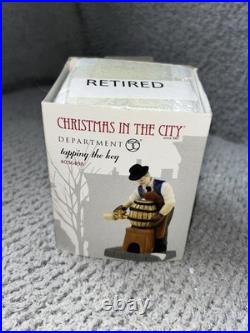 RETIRED
CHRISTMAS IN THE CITY
DEPARTMENT 56
tapping the keg